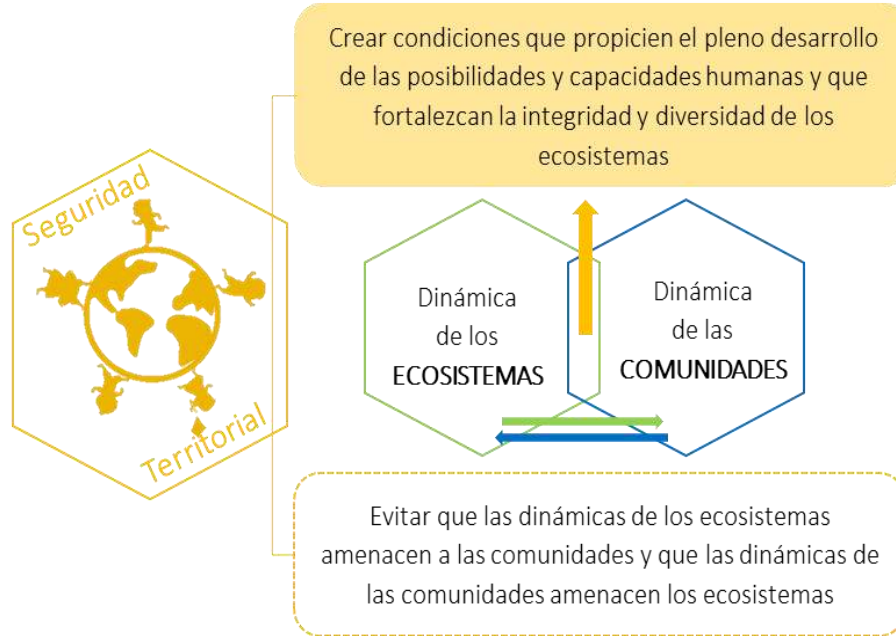 Crear condiciones que propicien el pleno desarrollo
de las posibilidades y capacidades humanas y que
fortalezcan la integridad y diversidad de los
ecosistemas
Seguridad
Territorial
Dinámica
de los
ECOSISTEMAS
Dinámica
de las
COMUNIDADES
Evitar que las dinámicas de los ecosistemas
amenacen a las comunidades y que las dinámicas de
las comunidades amenacen los ecosistemas